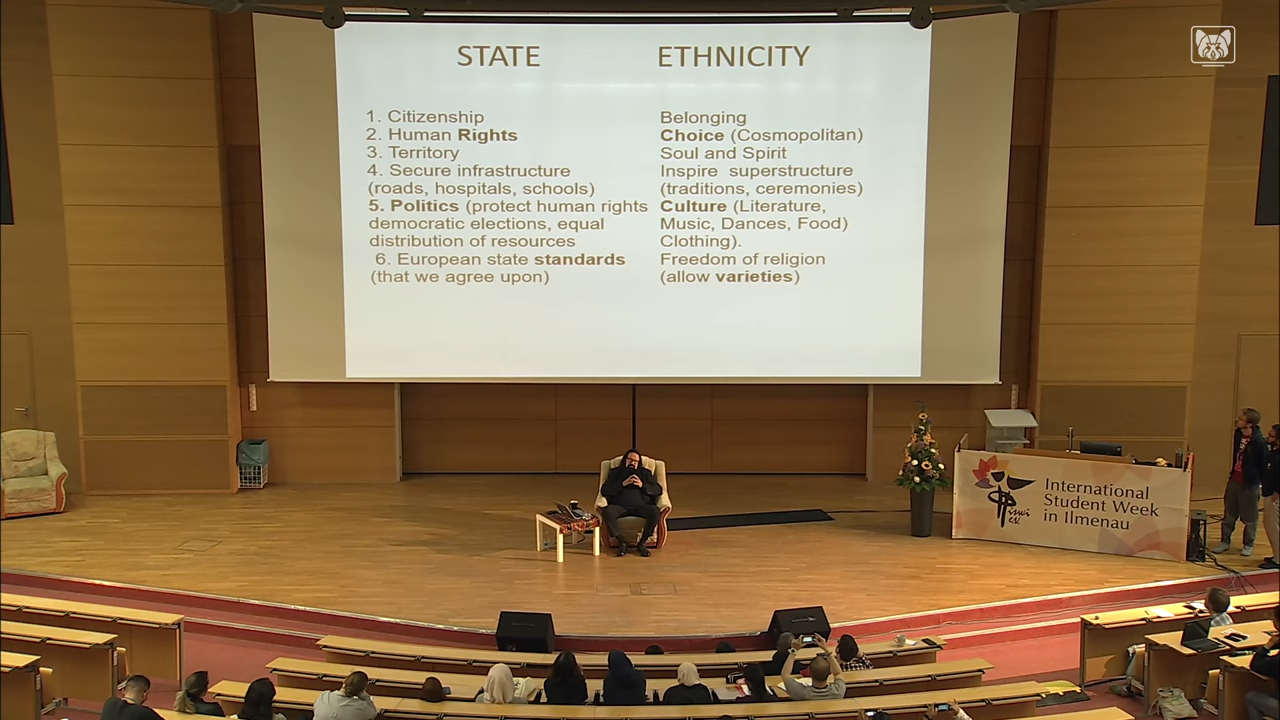 STATE
ETHNICITY
1. Citizenship
2. Human Rights
3. Territory
4. Secure infrastructure
(roads, hospitals, schools)
5. Politics (protect human rights
democratic elections, equal
distribution of resources
6. European state standards
(that we agree upon)
Belonging
Choice (Cosmopolitan)
Soul and Spirit
Inspire superstructure
(traditions, ceremonies)
Culture (Literature,
Music, Dances, Food)
Clothing).
Freedom of religion
(allow varieties)
iswi
e.V.
International
Student Week
in Ilmenau